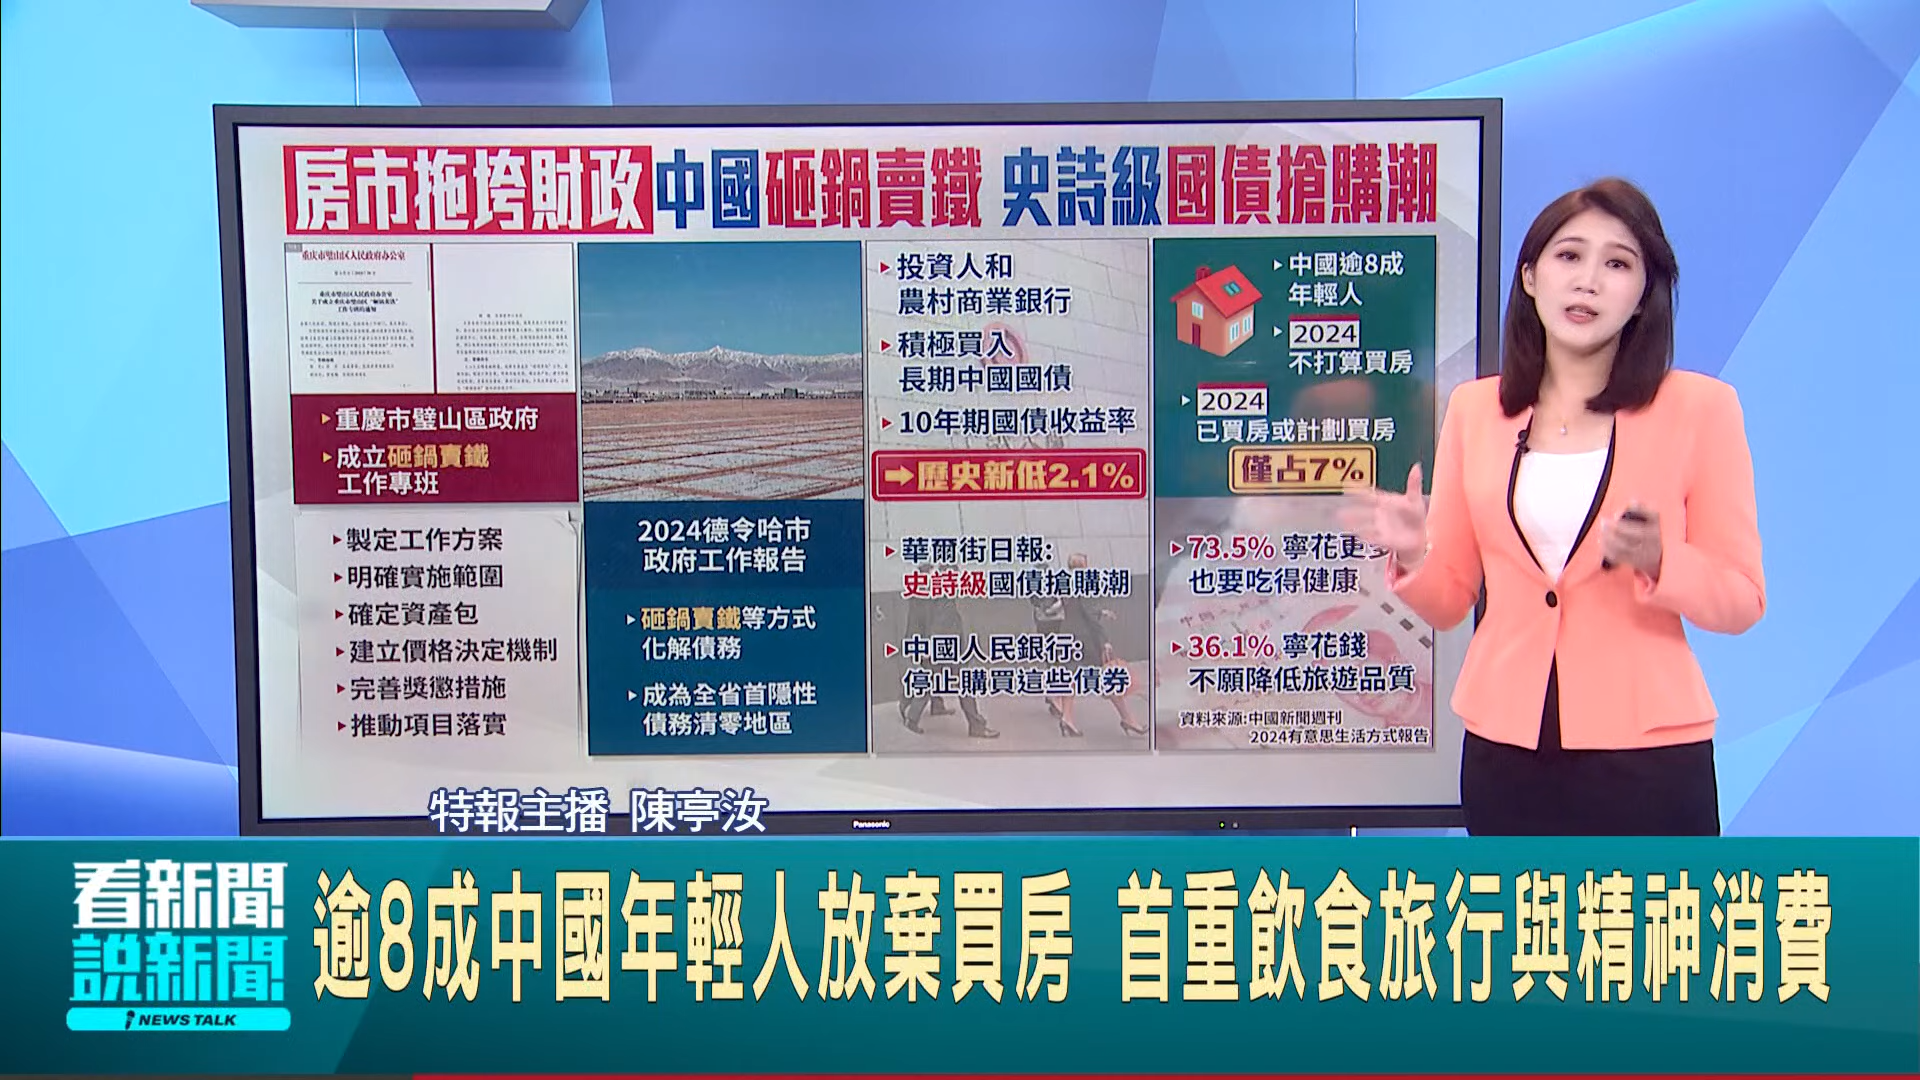 房市拖垮財政中國砸鍋賣鐵 史詩級國債搶購潮
重庆市璧山区人民政府办公室
▸重慶市璧山區政府
▸成立砸鍋賣鐵
工作專班
▸製定工作方案
▸明確實施範圍
▸確定資產包
▸建立價格決定機制
▸完善獎懲措施
▸推動項目落實
2024德令哈市
政府工作報告
▸砸鍋賣鐵等方式
化解債務
▸成為全省首隱性
債務清零地區
▸投資人和
農村商業銀行
▸積極買入
長期中國國債
▸10年期國債收益率
➡歷史新低2.1%
▸華爾街日報:
史詩級國債搶購潮
▸中國人民銀行:
停止購買這些債券
▸中國逾8成
年輕人
▸2024
不打算買房
▸2024
已買房或計劃買房
僅占7%
▸73.5% 寧花更多
也要吃得健康
▸36.1% 寧花錢
不願降低旅遊品質
資料來源:中國新聞週刊
2024有意思生活方式報告
Panasonic
特報主播 陳亭汝
看新聞
說新聞
i NEWS TALK
逾8成中國年輕人放棄買房 首重飲食旅行與精神消費